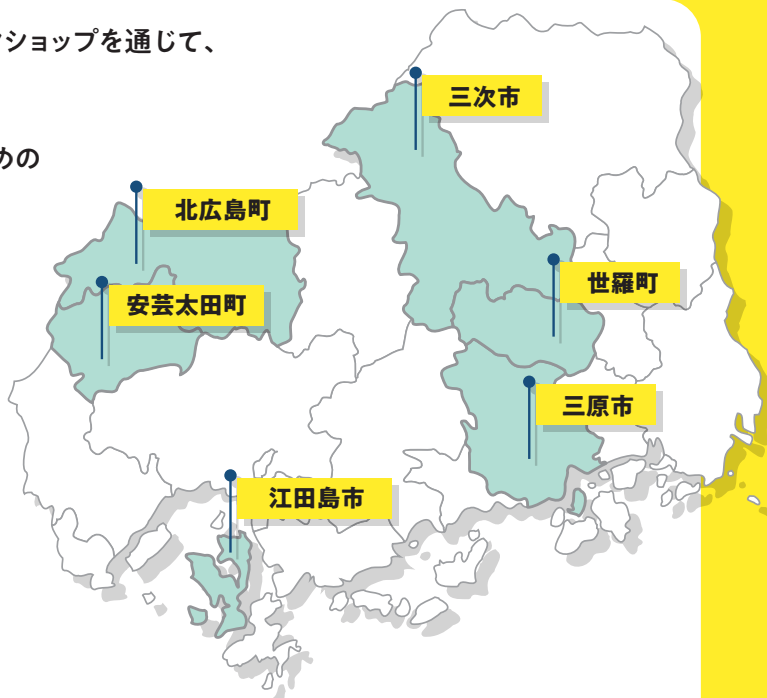 ショップを通じて、
めの
三次市
北広島町
世羅町
安芸太田町
三原市
江田島市